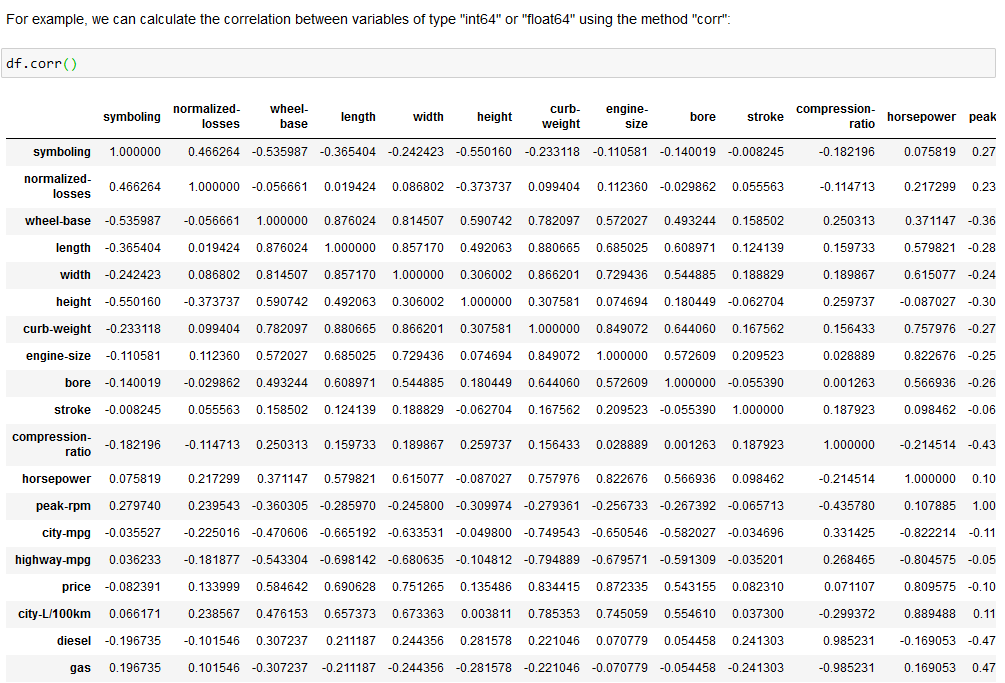 For example, we can calculate the correlation between variables of type "int64" or "float64" using the method "corr":
df.corr()
symboling normalized-losses wheel-base length width height curb-weight engine-size bore stroke compression-ratio horsepower peak
symboling 1.000000 0.466264 -0.535987 -0.365404 -0.242423 -0.550160 -0.233118 -0.110581 -0.140019 -0.008245 -0.182196 0.075819 0.27
normalized-losses 0.466264 1.000000 -0.056661 0.019424 0.086802 -0.373737 0.099404 0.112360 -0.029862 0.055563 -0.114713 0.217299 0.23
wheel-base -0.535987 -0.056661 1.000000 0.876024 0.814507 0.590742 0.782097 0.572027 0.493244 0.158502 0.250313 0.371147 -0.36
length -0.365404 0.019424 0.876024 1.000000 0.857170 0.492063 0.880665 0.685025 0.608971 0.124139 0.159733 0.579821 -0.28
width -0.242423 0.086802 0.814507 0.857170 1.000000 0.306002 0.866201 0.729436 0.544885 0.188829 0.189867 0.615077 -0.24
height -0.550160 -0.373737 0.590742 0.492063 0.306002 1.000000 0.307581 0.074694 0.180449 -0.062704 0.259737 -0.087027 -0.30
curb-weight -0.233118 0.099404 0.782097 0.880665 0.866201 0.307581 1.000000 0.849072 0.644060 0.167562 0.156433 0.757976 -0.27
engine-size -0.110581 0.112360 0.572027 0.685025 0.729436 0.074694 0.849072 1.000000 0.572609 0.209523 0.028889 0.822676 -0.25
bore -0.140019 -0.029862 0.493244 0.608971 0.544885 0.180449 0.644060 0.572609 1.000000 -0.055390 0.001263 0.566936 -0.26
stroke -0.008245 0.055563 0.158502 0.124139 0.188829 -0.062704 0.167562 0.209523 -0.055390 1.000000 0.187923 0.098462 -0.06
compression-ratio -0.182196 -0.114713 0.250313 0.159733 0.189867 0.259737 0.156433 0.028889 0.001263 0.187923 1.000000 -0.214514 -0.43
horsepower 0.075819 0.217299 0.371147 0.579821 0.615077 -0.087027 0.757976 0.822676 0.566936 0.098462 -0.214514 1.000000 0.10
peak-rpm 0.279740 0.239543 -0.360305 -0.285970 -0.245800 -0.309974 -0.279361 -0.256733 -0.267392 -0.065713 -0.435780 0.107885 1.00
city-mpg -0.035527 -0.225016 -0.470606 -0.665192 -0.633531 -0.049800 -0.749543 -0.650546 -0.582027 -0.034696 0.331425 -0.822214 -0.11
highway-mpg 0.036233 -0.181877 -0.543304 -0.698142 -0.680635 -0.104812 -0.794889 -0.679571 -0.591309 -0.035201 0.268465 -0.804575 -0.05
price -0.082391 0.133999 0.584642 0.690628 0.751265 0.135486 0.834415 0.872335 0.543155 0.082310 0.071107 0.809575 -0.10
city-L/100km 0.066171 0.238567 0.476153 0.657373 0.673363 0.003811 0.785353 0.745059 0.554610 0.037300 -0.299372 0.889488 0.11
diesel -0.196735 -0.101546 0.307237 0.211187 0.244356 0.281578 0.221046 0.070779 0.054458 0.241303 0.985231 -0.169053 -0.47
gas 0.196735 0.101546 -0.307237 -0.211187 -0.244356 -0.281578 -0.221046 -0.070779 -0.054458 -0.241303 -0.985231 0.169053 0.47